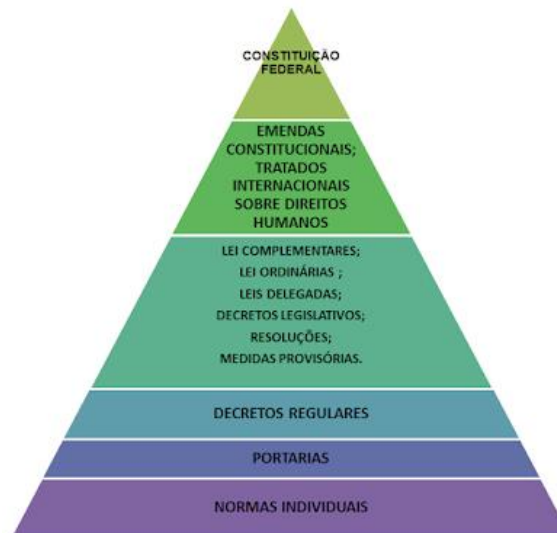 CONSTITUIÇÃO
FEDERAL
EMENDAS
CONSTITUCIONAIS;
TRATADOS
INTERNACIONAIS
SOBRE DIREITOS
HUMANOS
LEI COMPLEMENTARES;
LEI ORDINÁRIAS ;
LEIS DELEGADAS;
DECRETOS LEGISLATIVOS;
RESOLUÇÕES;
MEDIDAS PROVISÓRIAS.
DECRETOS REGULARES
PORTARIAS
NORMAS INDIVIDUAIS